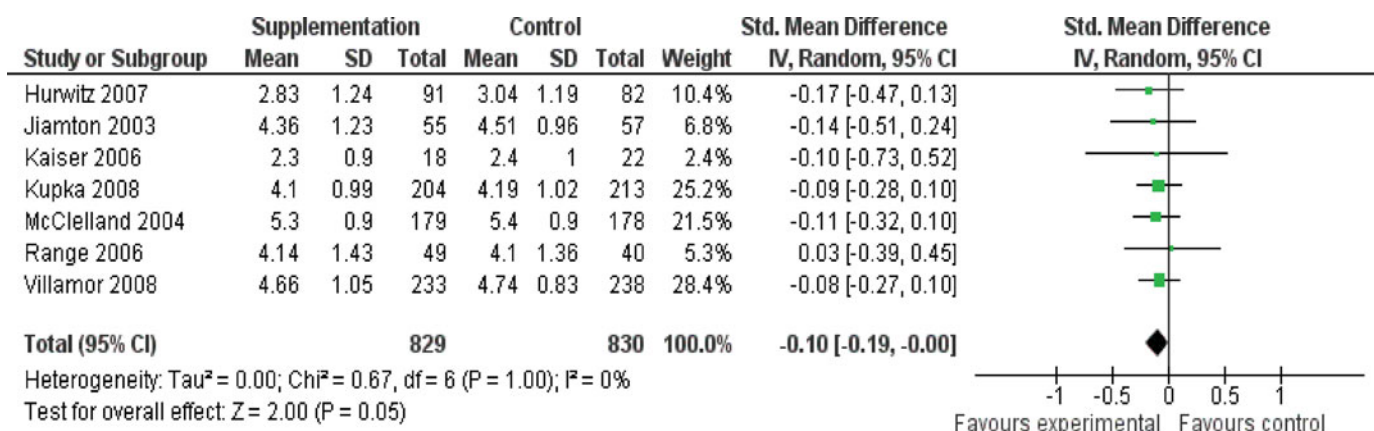 Supplementation Control Std. Mean Difference Std. Mean Difference
Study or Subgroup Mean SD Total Mean SD Total Weight IV, Random, 95% CI IV, Random, 95% CI
Hurwitz 2007 2.83 1.24 91 3.04 1.19 82 10.4% -0.17 [-0.47, 0.13]
Jiamton 2003 4.36 1.23 55 4.51 0.96 57 6.8% -0.14 [-0.51, 0.24]
Kaiser 2006 2.3 0.9 18 2.4 1 22 2.4% -0.10 [-0.73, 0.52]
Kupka 2008 4.1 0.99 204 4.19 1.02 213 25.2% -0.09 [-0.28, 0.10]
McClelland 2004 5.3 0.9 179 5.4 0.9 178 21.5% -0.11 [-0.32, 0.10]
Range 2006 4.14 1.43 49 4.1 1.36 40 5.3% 0.03 [-0.39, 0.45]
Villamor 2008 4.66 1.05 233 4.74 0.83 238 28.4% -0.08 [-0.27, 0.10]
Total (95% CI) 829 830 100.0% -0.10 [-0.19, -0.00]
Heterogeneity: Tau² = 0.00; Chi² = 0.67, df = 6 (P = 1.00); I² = 0%
Test for overall effect: Z = 2.00 (P = 0.05)
-1 -0.5 0 0.5 1
Favours experimental Favours control